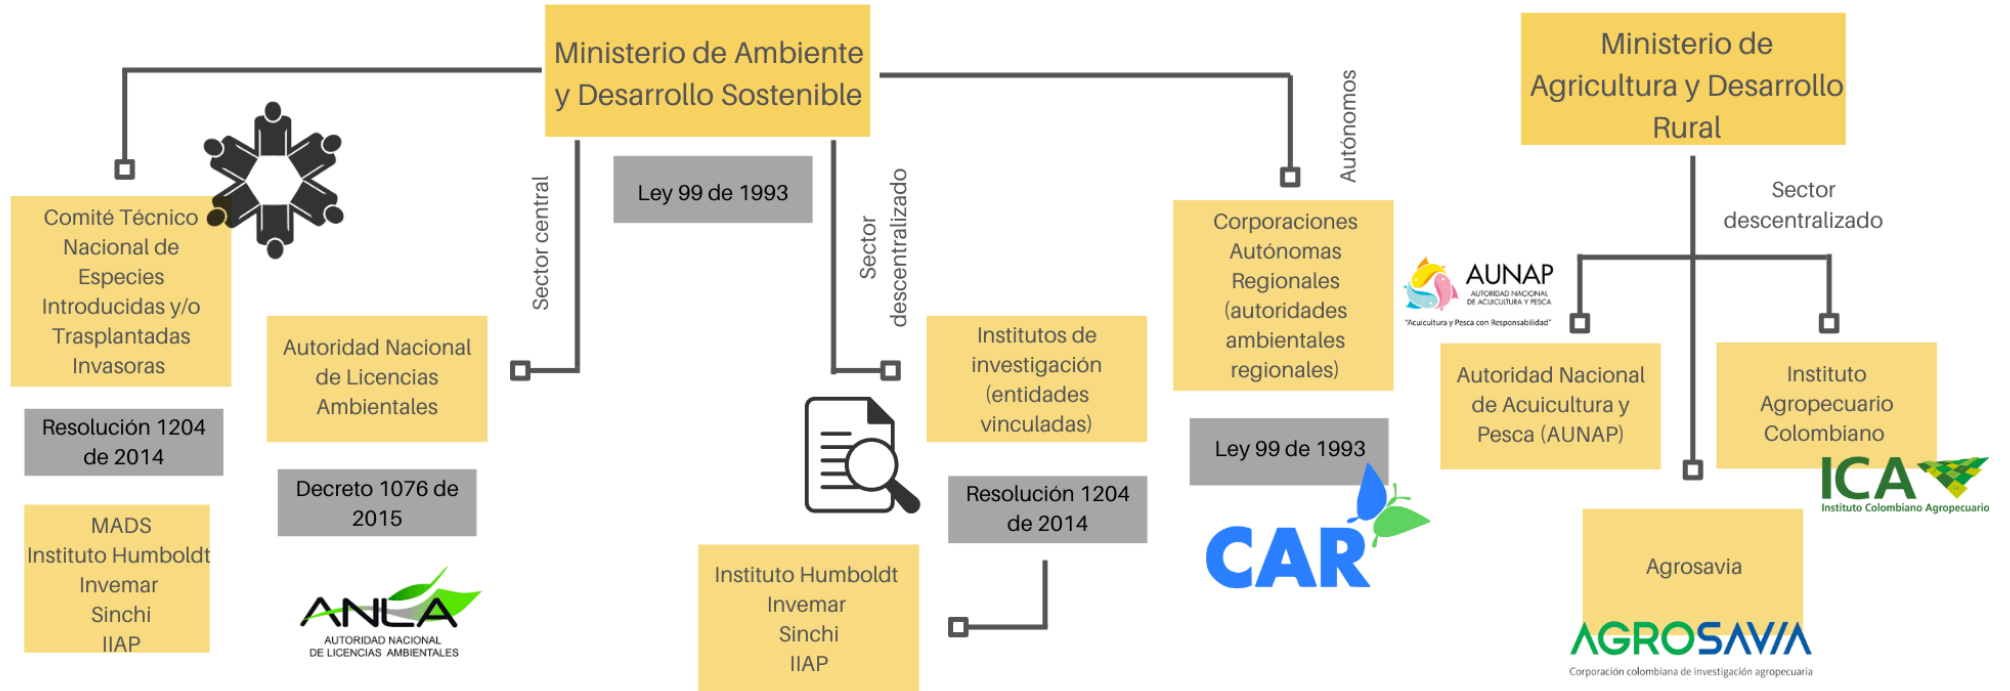 Ministerio de Ambiente
y Desarrollo Sostenible
Ley 99 de 1993
Comité Técnico
Nacional de
Especies
Introducidas y/o
Trasplantadas
Invasoras
Resolución 1204
de 2014
MADS
Instituto Humboldt
Invemar
Sinchi
IIAP
Sector central
Autoridad Nacional
de Licencias
Ambientales
Decreto 1076 de
2015
ANLA
AUTORIDAD NACIONAL
DE LICENCIAS AMBIENTALES
Sector
descentralizado
Institutos de
investigación
(entidades
vinculadas)
Resolución 1204
de 2014
Instituto Humboldt
Invemar
Sinchi
IIAP
Autónomos
Corporaciones
Autónomas
Regionales
(autoridades
ambientales
regionales)
Ley 99 de 1993
CAR
Ministerio de
Agricultura y Desarrollo
Rural
Sector
descentralizado
AUNAP
AUTORIDAD NACIONAL
DE ACUICULTURA Y PESCA
"Acuicultura y Pesca con Responsabilidad"
Autoridad Nacional
de Acuicultura y
Pesca (AUNAP)
Instituto
Agropecuario
Colombiano
ICA
Instituto Colombiano Agropecuario
Agrosavia
AGROSAVIA
Corporación colombiana de investigación agropecuaria